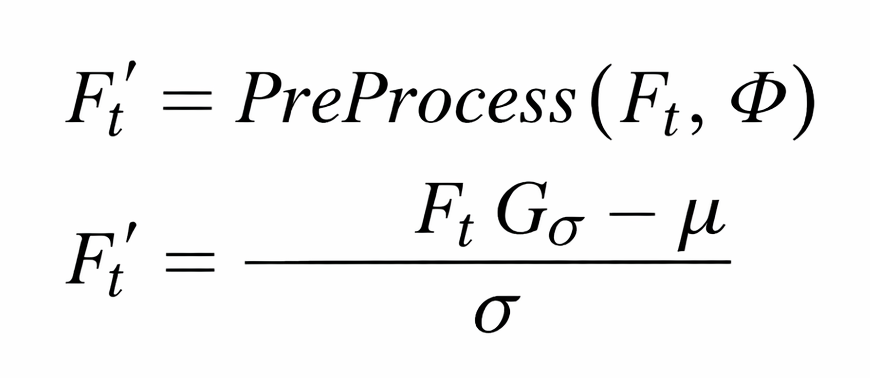 F_t′ = PreProcess(F_t, Φ)
F_t′ = (F_t G_σ − μ) / σ